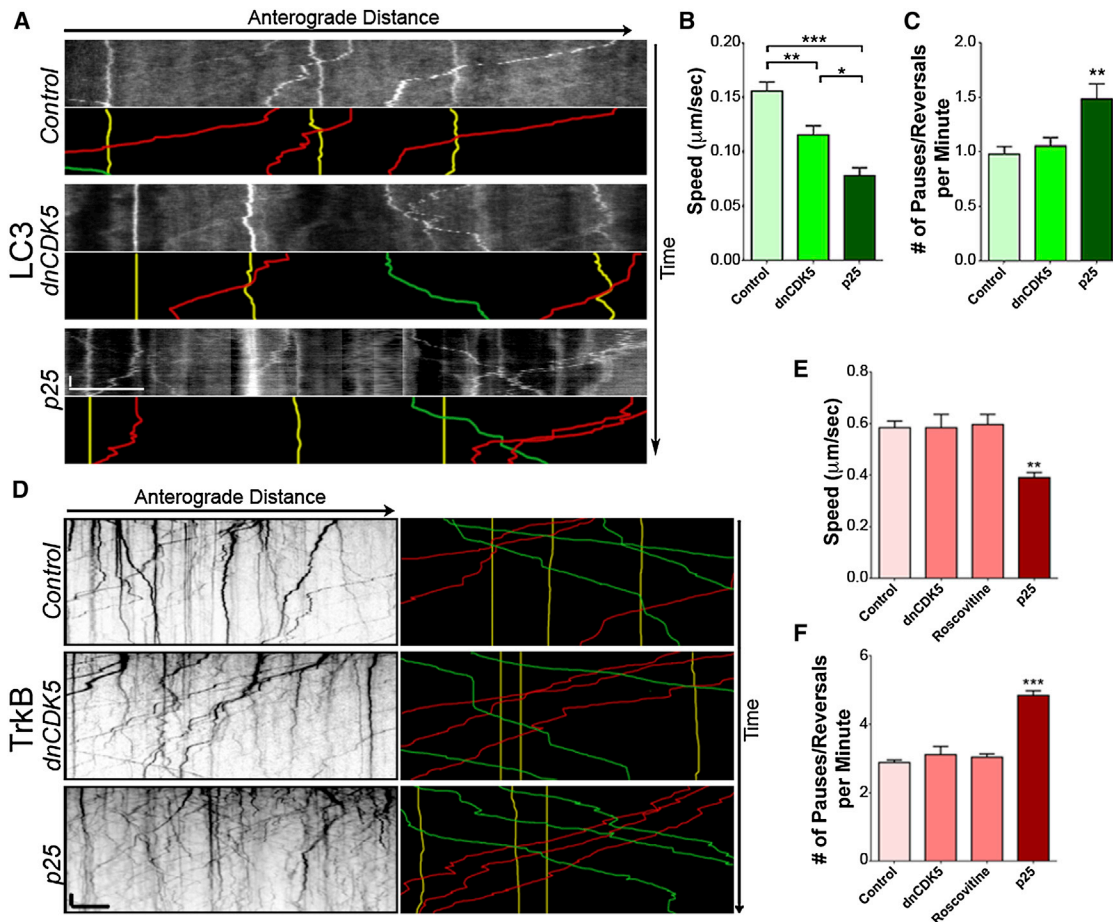 A
Anterograde Distance
LC3
Control
dnCDK5
p25
Time
B
Speed (μm/sec)
0.20
0.15
0.10
0.05
0.00
***
**
*
Control
dnCDK5
p25
C
# of Pauses/Reversals
per Minute
2.0
1.5
1.0
0.5
0.0
**
Control
dnCDK5
p25
D
Anterograde Distance
TrkB
Control
dnCDK5
p25
Time
E
Speed (μm/sec)
0.8
0.6
0.4
0.2
0.0
**
Control
dnCDK5
Roscovitine
p25
F
# of Pauses/Reversals
per Minute
6
4
2
0
***
Control
dnCDK5
Roscovitine
p25